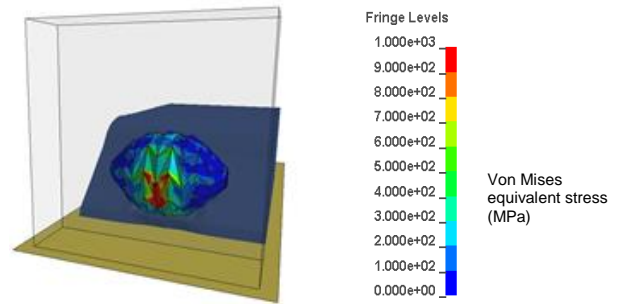 Fringe Levels
1.000e+03
9.000e+02
8.000e+02
7.000e+02
6.000e+02
5.000e+02
4.000e+02
3.000e+02
2.000e+02
1.000e+02
0.000e+00
Von Mises
equivalent stress
(MPa)